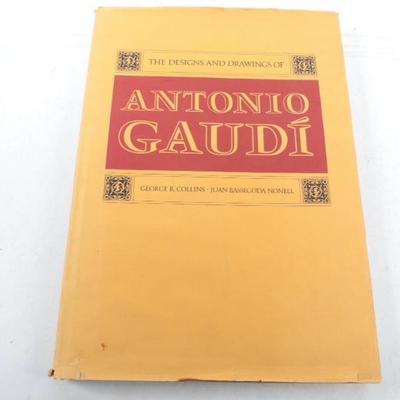 THE DESIGNS AND DRAWINGS OF
ANTONIO
GAUDÍ
GEORGE R. COLLINS · JUAN BASSEGODA NONELL